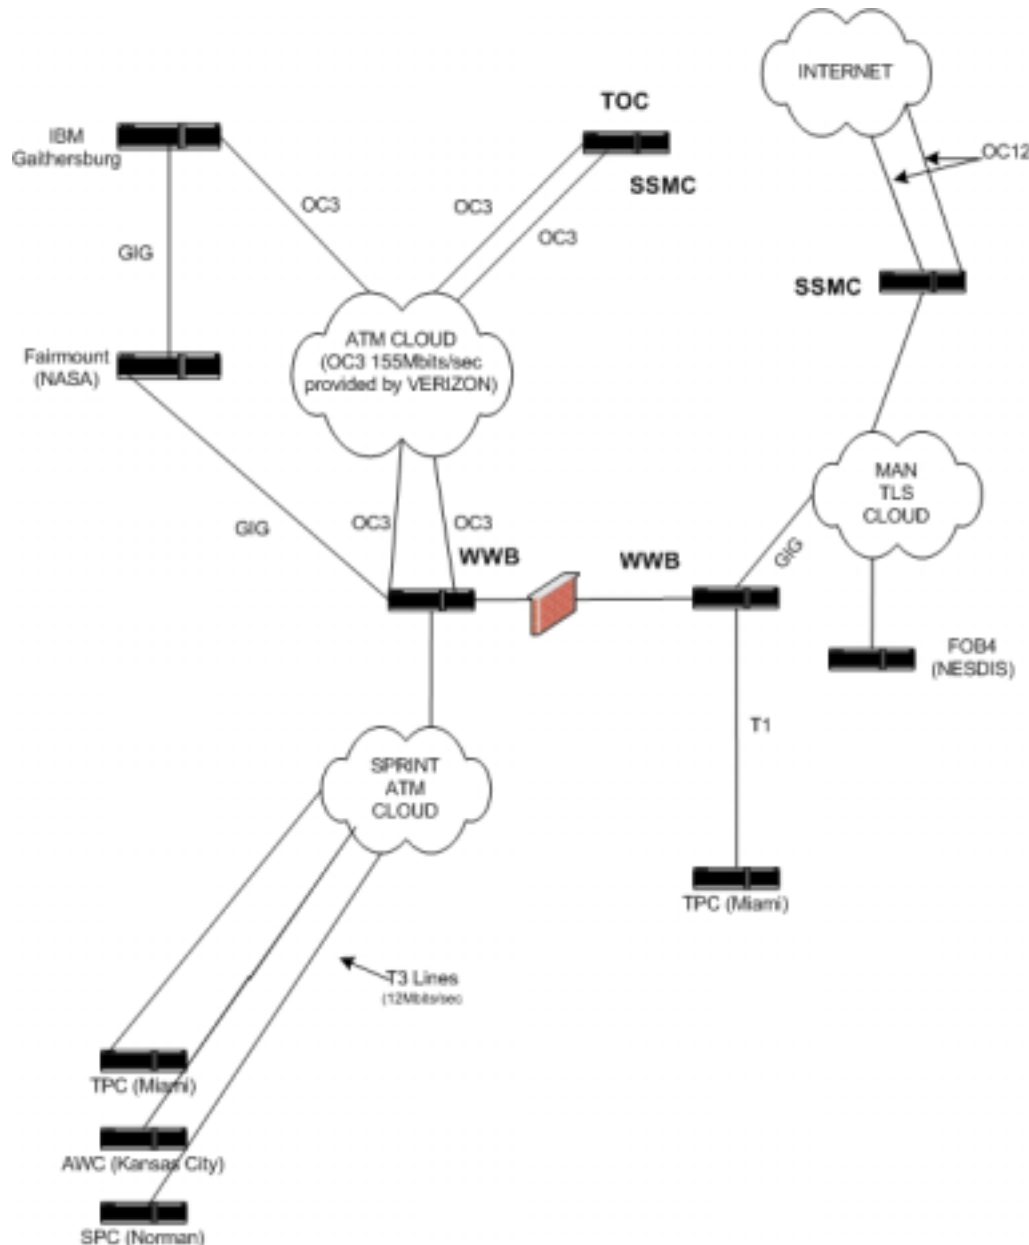 INTERNET
TOC
IBM
Gaithersburg
OC12
SSMC
OC3
OC3
OC3
GIG
SSMC
ATM CLOUD
(OC3 155Mbits/sec
provided by VERIZON)
Fairmount
(NASA)
MAN
TLS
CLOUD
GIG
OC3
OC3
WWB
WWB
GIG
FOB4
(NESDIS)
T1
SPRINT
ATM
CLOUD
TPC (Miami)
T3 Lines
(12Mbits/sec
TPC (Miami)
AWC (Kansas City)
SPC (Norman)